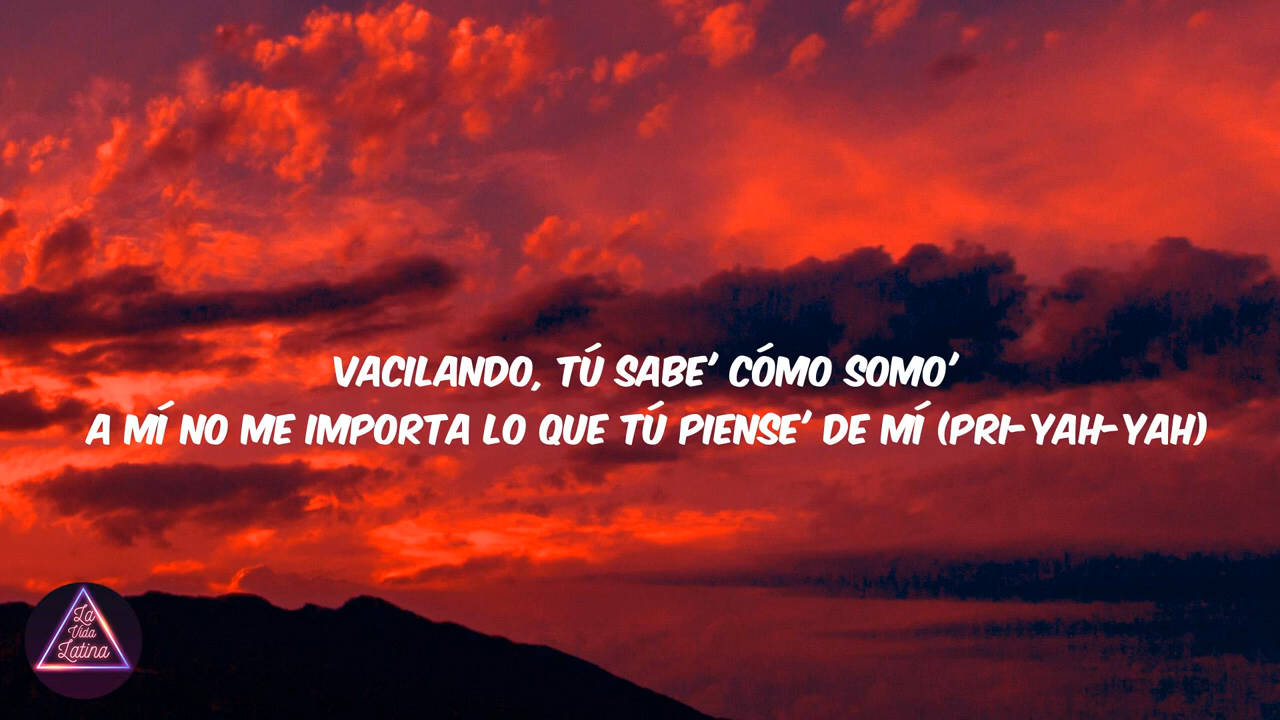 VACILANDO, TÚ SABE' CÓMO SOMO'
A MÍ NO ME IMPORTA LO QUE TÚ PIENSE' DE MÍ (PRI-YAH-YAH)
La
Vida
Latina